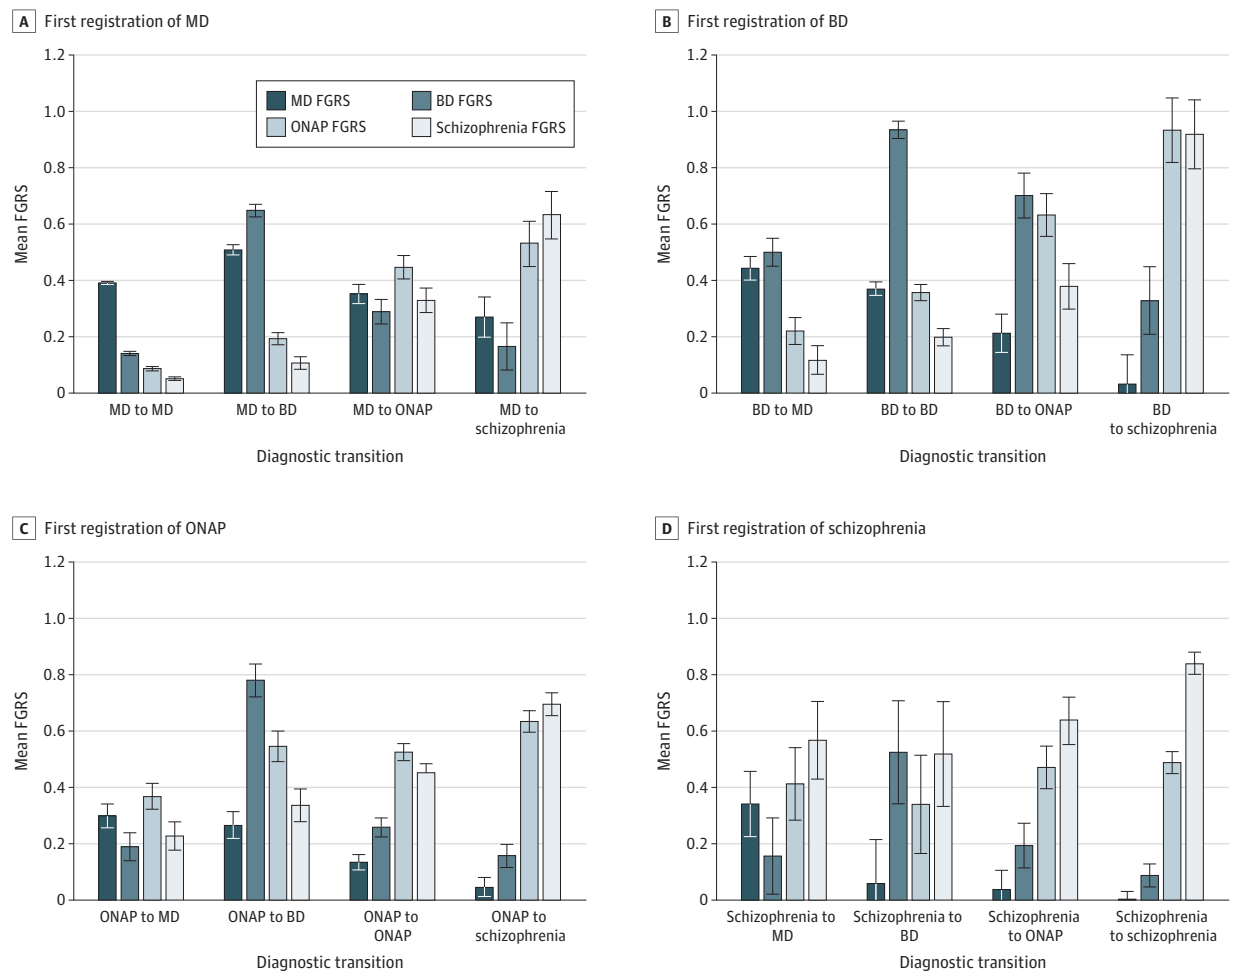 A First registration of MD
1.2
1.0
0.8
0.6
0.4
0.2
0
Mean FGRS
MD FGRS
BD FGRS
ONAP FGRS
Schizophrenia FGRS
MD to MD
MD to BD
MD to ONAP
MD to
schizophrenia
Diagnostic transition
B First registration of BD
1.2
1.0
0.8
0.6
0.4
0.2
0
Mean FGRS
BD to MD
BD to BD
BD to ONAP
BD
to schizophrenia
Diagnostic transition
C First registration of ONAP
1.2
1.0
0.8
0.6
0.4
0.2
0
Mean FGRS
ONAP to MD
ONAP to BD
ONAP to
ONAP
ONAP to
schizophrenia
Diagnostic transition
D First registration of schizophrenia
1.2
1.0
0.8
0.6
0.4
0.2
0
Mean FGRS
Schizophrenia to
MD
Schizophrenia to
BD
Schizophrenia
to ONAP
Schizophrenia
to schizophrenia
Diagnostic transition